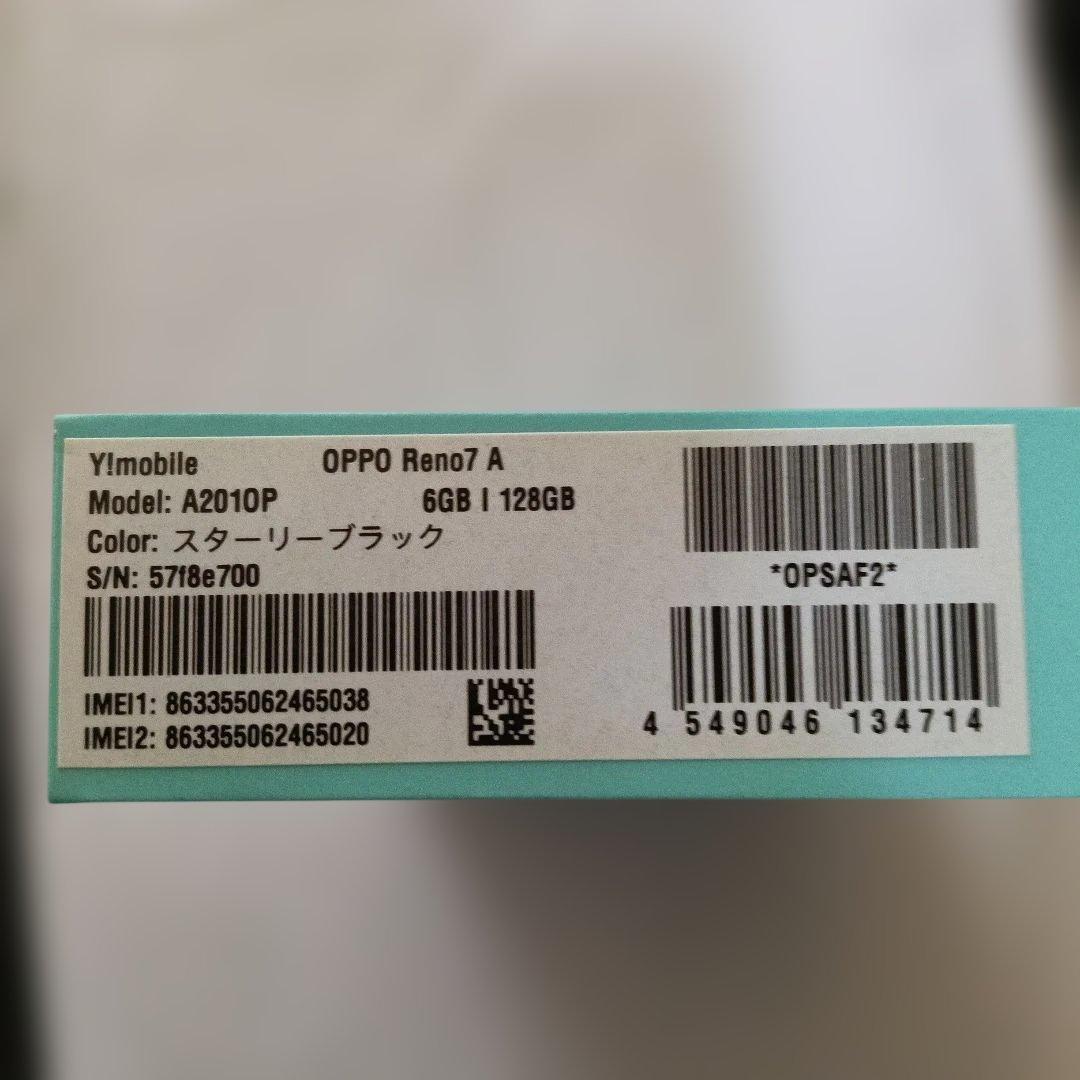 Y!mobile OPPO Reno7 A
Model: A201OP 6GB | 128GB
Color: スターリーブラック
S/N: 57f8e700
IMEI1: 863355062465038
IMEI2: 863355062465020
*OPSAF2*
4 549046 134714